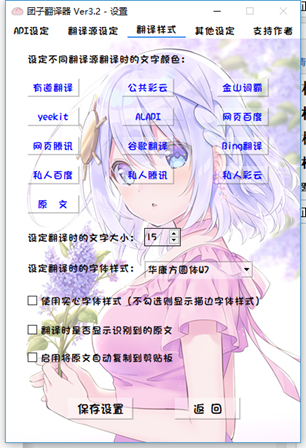 团子翻译器 Ver3.2 - 设置
API设定 翻译源设定 翻译样式 其他设定 支持作者
设定不同翻译源翻译时的文字颜色:
有道翻译 公共彩云 金山词霸
yeekit ALAPI 网页百度
网页腾讯 谷歌翻译 Bing翻译
私人百度 私人腾讯 私人彩云
原 文
设定翻译时的文字大小: 15
设定翻译时的字体样式: 华康方圆体W7
使用实心字体样式(不勾选则显示描边字体样式)
翻译时是否显示识别到的原文
启用将原文自动复制到剪贴板
保存设置 返 回